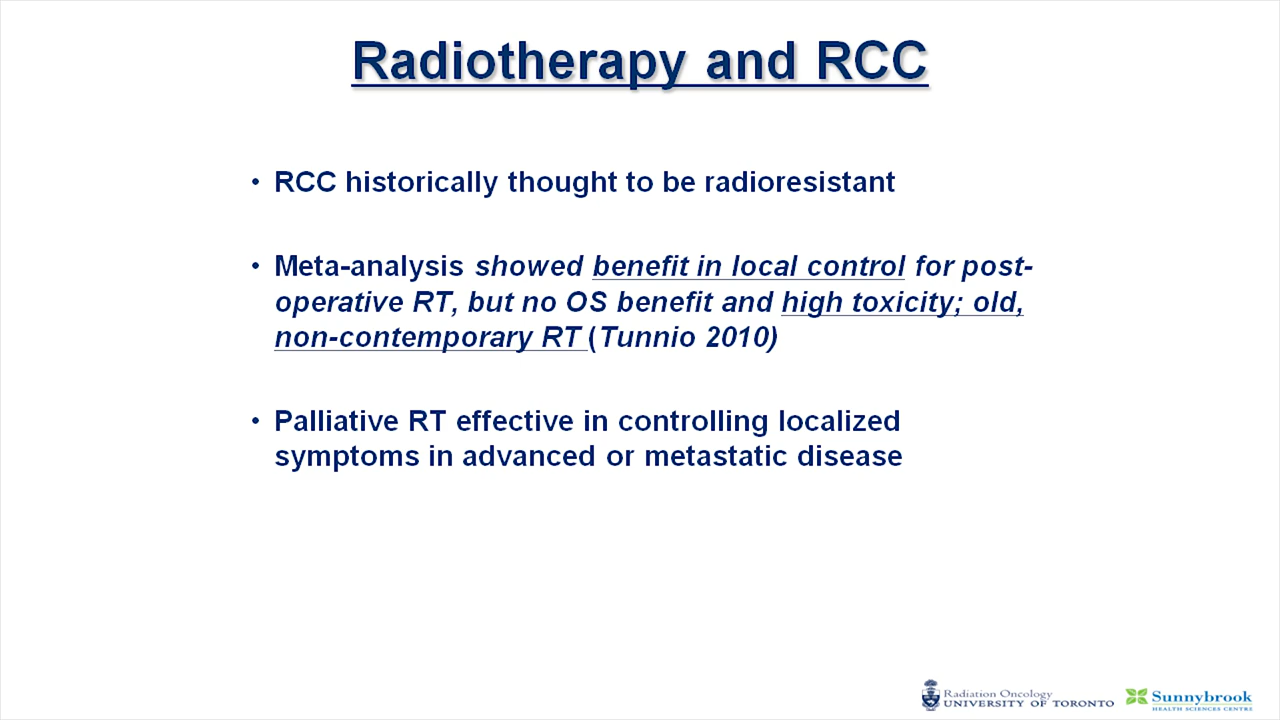 Radiotherapy and RCC
• RCC historically thought to be radioresistant
• Meta-analysis showed benefit in local control for post-
operative RT, but no OS benefit and high toxicity; old,
non-contemporary RT (Tunnio 2010)
• Palliative RT effective in controlling localized
symptoms in advanced or metastatic disease
Radiation Oncology
UNIVERSITY OF TORONTO
Sunnybrook
HEALTH SCIENCES CENTRE